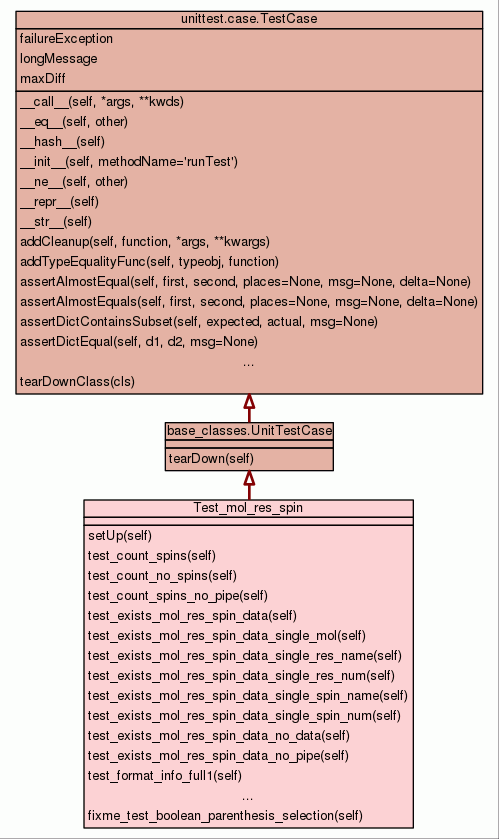 unittest.case.TestCase
failureException
longMessage
maxDiff
__call__(self, *args, **kwds)
__eq__(self, other)
__hash__(self)
__init__(self, methodName='runTest')
__ne__(self, other)
__repr__(self)
__str__(self)
addCleanup(self, function, *args, **kwargs)
addTypeEqualityFunc(self, typeobj, function)
assertAlmostEqual(self, first, second, places=None, msg=None, delta=None)
assertAlmostEquals(self, first, second, places=None, msg=None, delta=None)
assertDictContainsSubset(self, expected, actual, msg=None)
assertDictEqual(self, d1, d2, msg=None)
...
tearDownClass(cls)
base_classes.UnitTestCase
tearDown(self)
Test_mol_res_spin
setUp(self)
test_count_spins(self)
test_count_no_spins(self)
test_count_spins_no_pipe(self)
test_exists_mol_res_spin_data(self)
test_exists_mol_res_spin_data_single_mol(self)
test_exists_mol_res_spin_data_single_res_name(self)
test_exists_mol_res_spin_data_single_res_num(self)
test_exists_mol_res_spin_data_single_spin_name(self)
test_exists_mol_res_spin_data_single_spin_num(self)
test_exists_mol_res_spin_data_no_data(self)
test_exists_mol_res_spin_data_no_pipe(self)
test_format_info_full1(self)
...
fixme_test_boolean_parenthesis_selection(self)